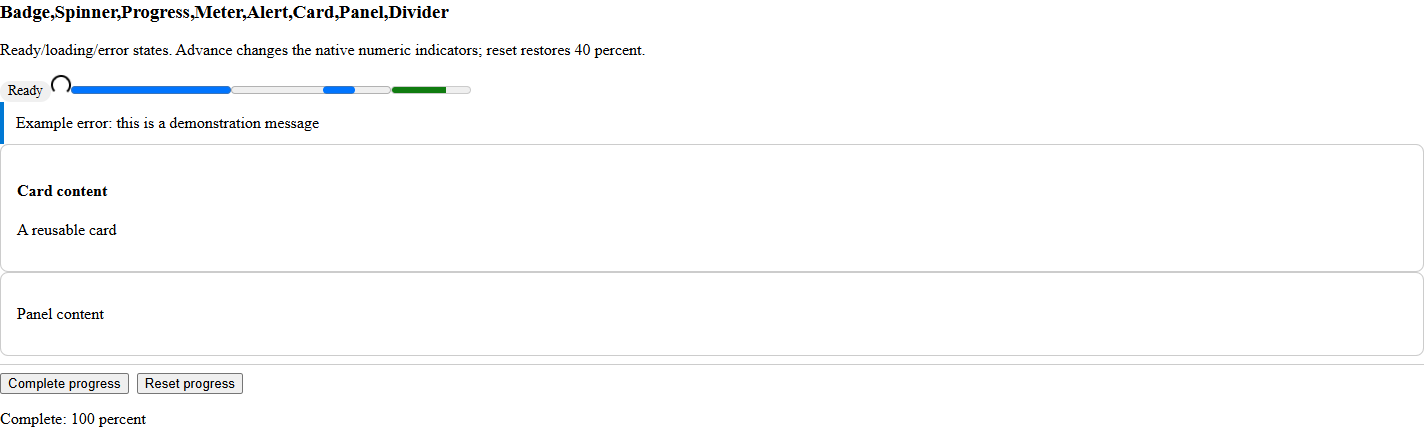 Badge,Spinner,Progress,Meter,Alert,Card,Panel,Divider
Ready/loading/error states. Advance changes the native numeric indicators; reset restores 40 percent.
Ready
Example error: this is a demonstration message
Card content
A reusable card
Panel content
Complete progress Reset progress
Complete: 100 percent